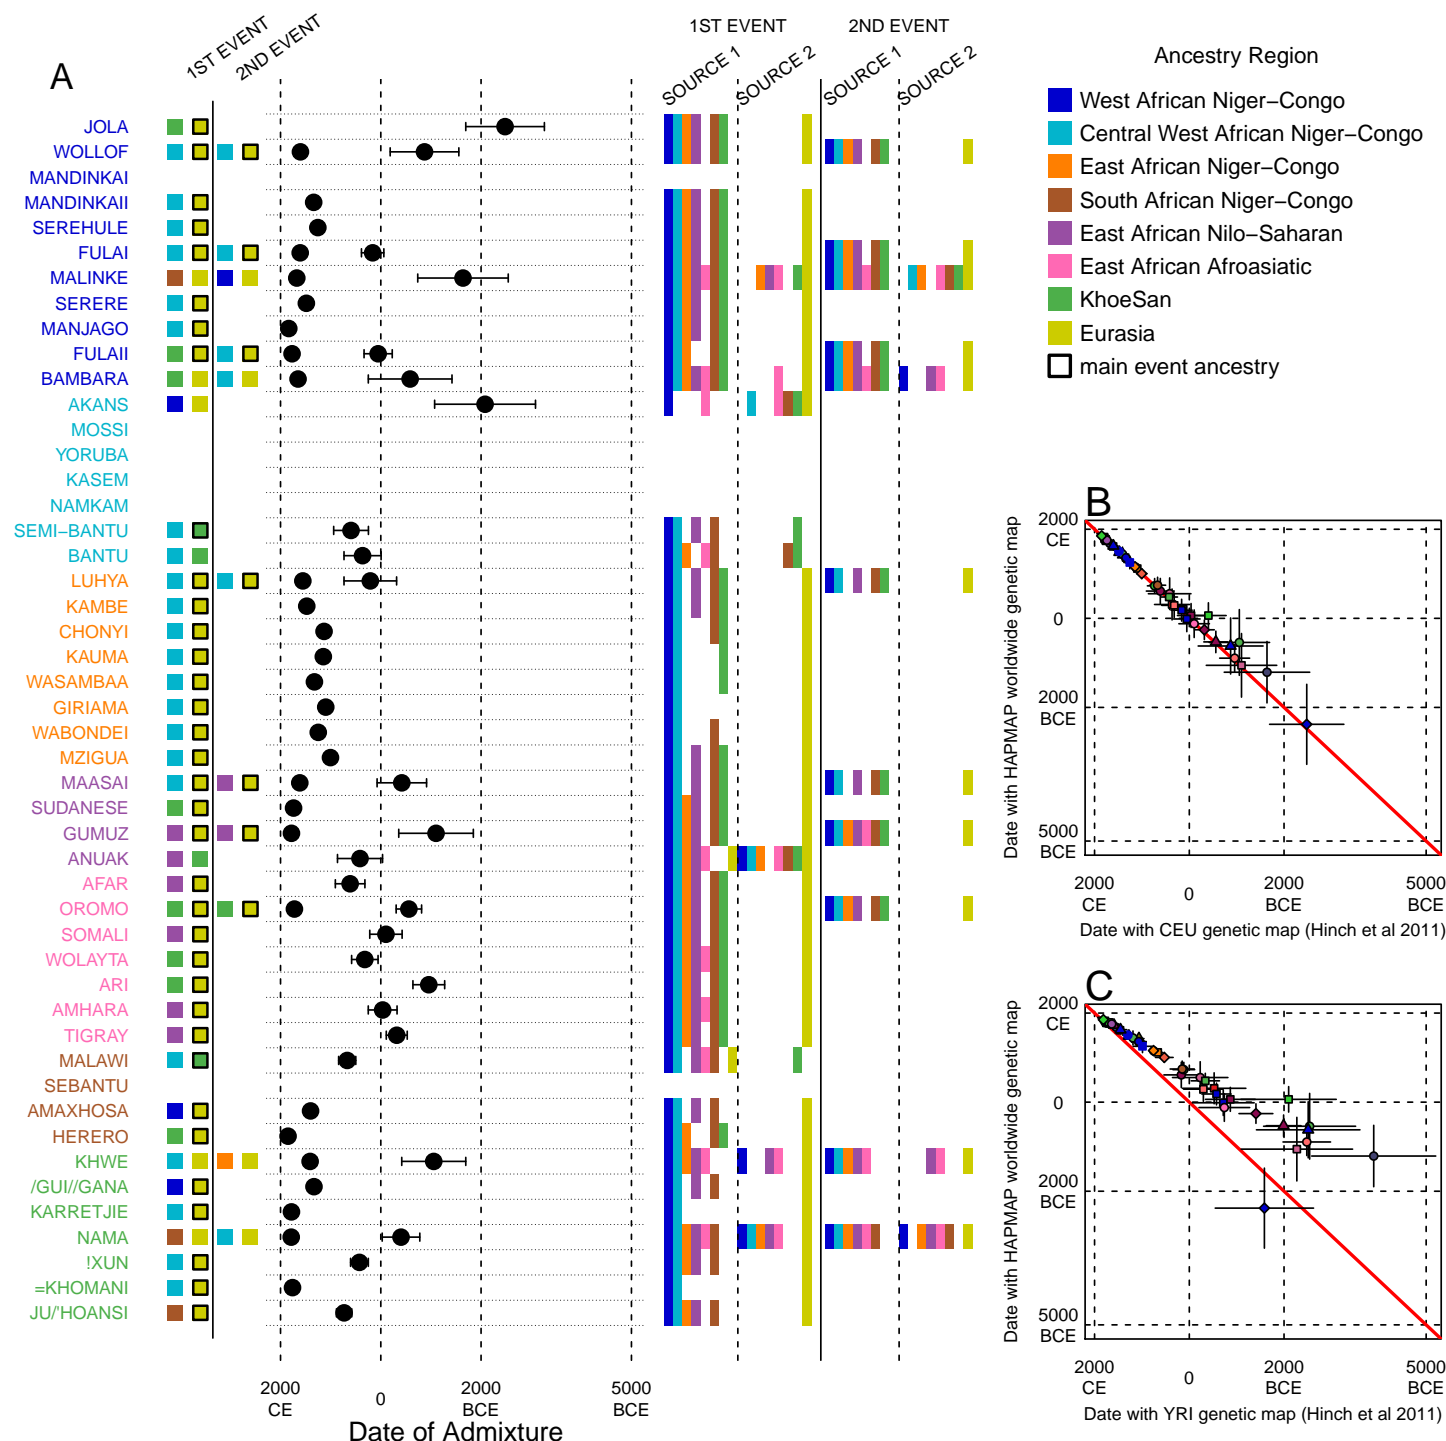 A
1ST EVENT
2ND EVENT
JOLA
WOLLOF
MANDINKAI
MANDINKAII
SEREHULE
FULAI
MALINKE
SERERE
MANJAGO
FULAII
BAMBARA
AKANS
MOSSI
YORUBA
KASEM
NAMKAM
SEMI−BANTU
BANTU
LUHYA
KAMBE
CHONYI
KAUMA
WASAMBAA
GIRIAMA
WABONDEI
MZIGUA
MAASAI
SUDANESE
GUMUZ
ANUAK
AFAR
OROMO
SOMALI
WOLAYTA
ARI
AMHARA
TIGRAY
MALAWI
SEBANTU
AMAXHOSA
HERERO
KHWE
/GUI//GANA
KARRETJIE
NAMA
!XUN
=KHOMANI
JU/'HOANSI
2000
CE
0
2000
BCE
5000
BCE
Date of Admixture
1ST EVENT
2ND EVENT
SOURCE 1
SOURCE 2
SOURCE 1
SOURCE 2
Ancestry Region
West African Niger−Congo
Central West African Niger−Congo
East African Niger−Congo
South African Niger−Congo
East African Nilo−Saharan
East African Afroasiatic
KhoeSan
Eurasia
main event ancestry
B
Date with HAPMAP worldwide genetic map
2000
CE
0
2000
BCE
5000
BCE
2000
CE
0
2000
BCE
5000
BCE
Date with CEU genetic map (Hinch et al 2011)
C
Date with HAPMAP worldwide genetic map
2000
CE
0
2000
BCE
5000
BCE
2000
CE
0
2000
BCE
5000
BCE
Date with YRI genetic map (Hinch et al 2011)